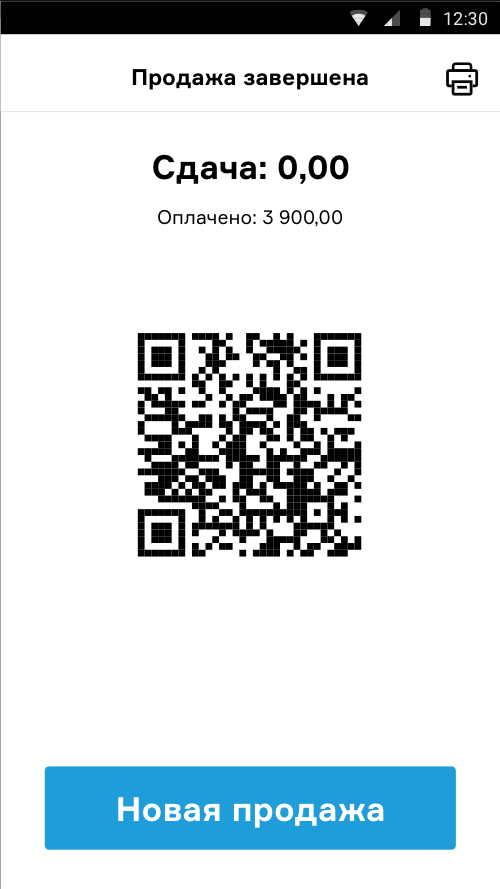 12:30
Продажа завершена
Сдача: 0,00
Оплачено: 3 900,00
Новая продажа